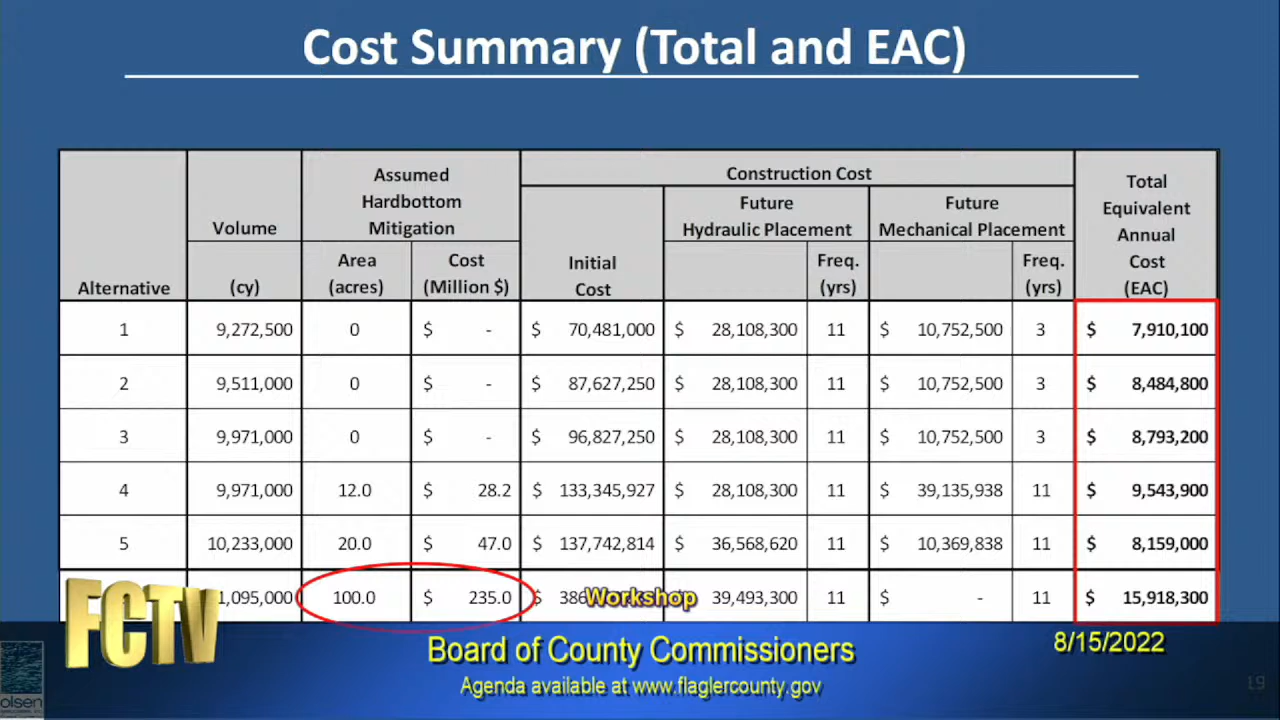 Cost Summary (Total and EAC)
Alternative
Volume
(cy)
Assumed
Hardbottom
Mitigation
Area
(acres)
Cost
(Million $)
Construction Cost
Initial
Cost
Future
Hydraulic Placement
Freq.
(yrs)
Future
Mechanical Placement
Freq.
(yrs)
Total
Equivalent
Annual
Cost
(EAC)
1 9,272,500 0 $ - $ 70,481,000 $ 28,108,300 11 $ 10,752,500 3 $ 7,910,100
2 9,511,000 0 $ - $ 87,627,250 $ 28,108,300 11 $ 10,752,500 3 $ 8,484,800
3 9,971,000 0 $ - $ 96,827,250 $ 28,108,300 11 $ 10,752,500 3 $ 8,793,200
4 9,971,000 12.0 $ 28.2 $ 133,345,927 $ 28,108,300 11 $ 39,135,938 11 $ 9,543,900
5 10,233,000 20.0 $ 47.0 $ 137,742,814 $ 36,568,620 11 $ 10,369,838 11 $ 8,159,000
100.0 $ 235.0 $ 39,493,300 11 $ - 11 $ 15,918,300
Workshop
FCTV
Board of County Commissioners
8/15/2022
Agenda available at www.flaglercounty.gov
olsen
19